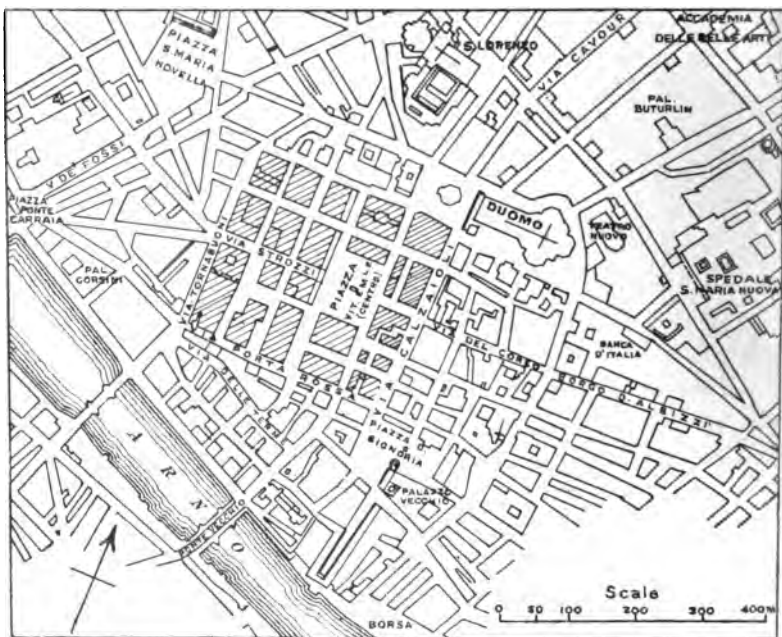 PIAZZA
S. MARIA
NOVELLA
S. LORENZO
VIA CAVOUR
ACCADEMIA
DELLE BELLE ARTI
PAL.
BUTURLIN
V. DE FOSSI
PIAZZA
PONTE
CARRAIA
PAL.
CORSINI
VIA TORNABUONI
VIA STROZZI
PIAZZA
VIT. EM. II
(CENTRO)
DUOMO
TEATRO
NUOVO
SPEDALE
S. MARIA NUOVA
VIA CALZAIOLI
VIA DEL CORSO
BANCA
D'ITALIA
BORGO D. ALBIZZI
PORTA ROSSA
VIA DELLE TERME
PIAZZA D.
SIGNORIA
PALAZZO
VECCHIO
ARNO
PONTE VECCHIO
BORSA
Scale
0 50 100 200 300 400M